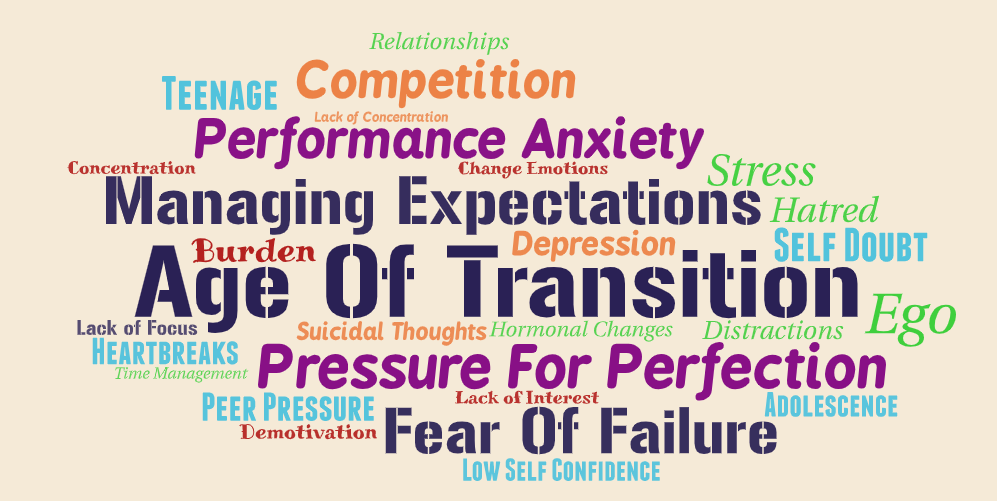 Relationships
Competition
Teenage
Lack of Concentration
Performance Anxiety
Concentration
Change Emotions
Stress
Managing Expectations
Hatred
Burden
Depression
Self Doubt
Age Of Transition
Ego
Lack of Focus
Suicidal Thoughts
Hormonal Changes
Distractions
Heartbreaks
Time Management
Pressure For Perfection
Lack of Interest
Peer Pressure
Adolescence
Demotivation
Fear Of Failure
Low Self Confidence